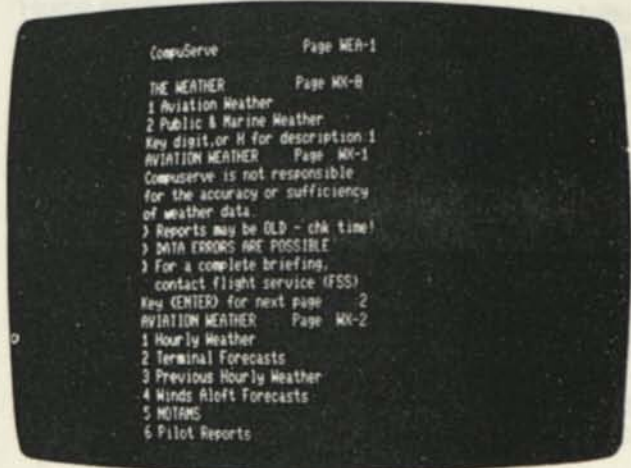 CompuServe Page WEA-1
THE WEATHER Page WX-0
1 Aviation Weather
2 Public & Marine Weather
Key digit,or H for description 1
AVIATION WEATHER Page WX-1
Compuserve is not responsible
for the accuracy or sufficiency
of weather data.
) Reports may be OLD - chk time!
) DATA ERRORS ARE POSSIBLE
) For a complete briefing,
contact flight service (FSS)
Key (ENTER) for next page 2
AVIATION WEATHER Page WX-2
1 Hourly Weather
2 Terminal Forecasts
3 Previous Hourly Weather
4 Winds Aloft Forecasts
5 NOTAMS
6 Pilot Reports